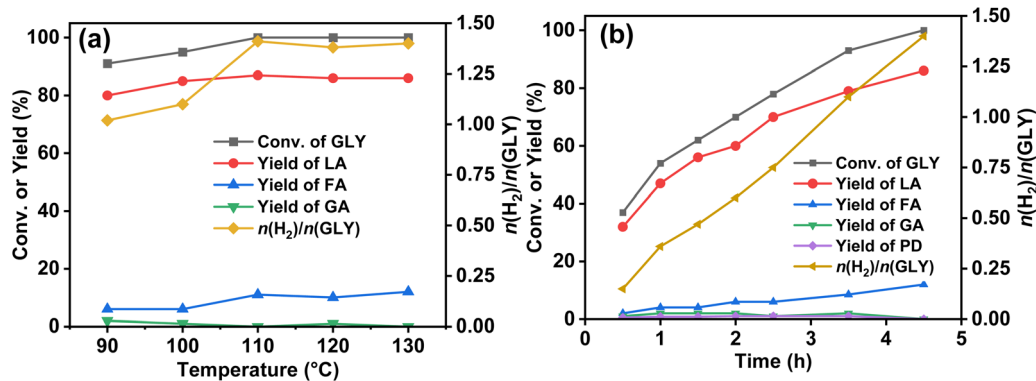 (a)
Conv. or Yield (%)
100
80
60
40
20
0
90
100
110
120
130
Temperature (°C)
1.50
1.25
1.00
0.75
0.50
0.25
0.00
n(H₂)/n(GLY)
Conv. of GLY
Yield of LA
Yield of FA
Yield of GA
n(H₂)/n(GLY)
(b)
Conv. or Yield (%)
100
80
60
40
20
0
0
1
2
3
4
5
Time (h)
1.50
1.25
1.00
0.75
0.50
0.25
0.00
n(H₂)/n(GLY)
Conv. of GLY
Yield of LA
Yield of FA
Yield of GA
Yield of PD
n(H₂)/n(GLY)